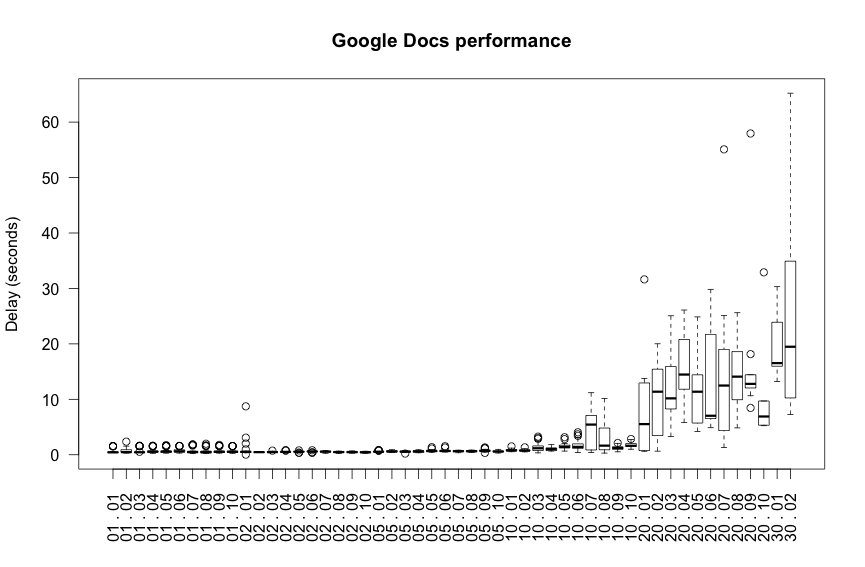 Google Docs performance
Delay (seconds)
60
50
40
30
20
10
0
01 . 01
01 . 02
01 . 03
01 . 04
01 . 05
01 . 06
01 . 07
01 . 08
01 . 09
01 . 10
02 . 01
02 . 02
02 . 03
02 . 04
02 . 05
02 . 06
02 . 07
02 . 08
02 . 09
02 . 10
05 . 01
05 . 02
05 . 03
05 . 04
05 . 05
05 . 06
05 . 07
05 . 08
05 . 09
05 . 10
10 . 01
10 . 02
10 . 03
10 . 04
10 . 05
10 . 06
10 . 07
10 . 08
10 . 09
10 . 10
20 . 01
20 . 02
20 . 03
20 . 04
20 . 05
20 . 06
20 . 07
20 . 08
20 . 09
20 . 10
30 . 01
30 . 02